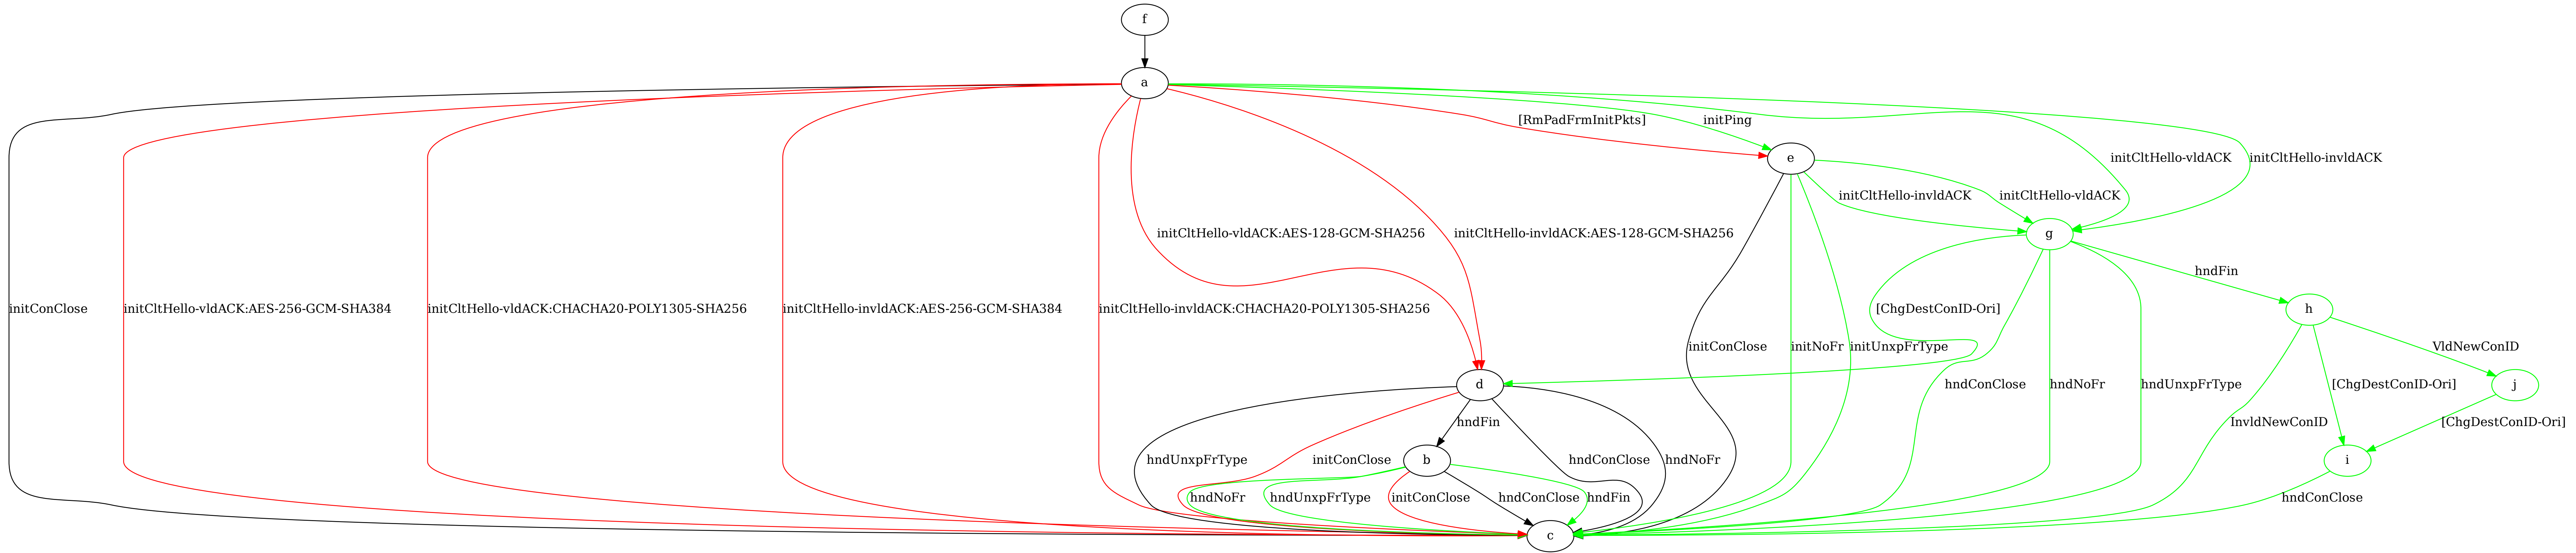 f
a
[RmPadFrmInitPkts]
initPing
e
initCltHello-vldACK
initCltHello-invldACK
initCltHello-invldACK
initCltHello-vldACK
initCltHello-vldACK:AES-128-GCM-SHA256
initCltHello-invldACK:AES-128-GCM-SHA256
g
hndFin
initConClose
initCltHello-vldACK:AES-256-GCM-SHA384
initCltHello-vldACK:CHACHA20-POLY1305-SHA256
initCltHello-invldACK:AES-256-GCM-SHA384
initCltHello-invldACK:CHACHA20-POLY1305-SHA256
[ChgDestConID-Ori]
h
initConClose
initNoFr
initUnxpFrType
VldNewConID
d
hndConClose
hndNoFr
hndUnxpFrType
[ChgDestConID-Ori]
j
hndFin
InvldNewConID
[ChgDestConID-Ori]
hndUnxpFrType
initConClose
b
hndConClose
hndNoFr
i
hndNoFr
hndUnxpFrType
initConClose
hndConClose
hndFin
hndConClose
c